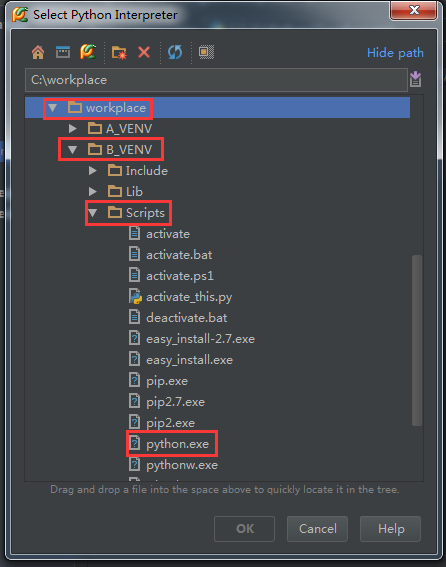 Select Python Interpreter
Hide path
C:\workplace
workplace
A_VENV
B_VENV
Include
Lib
Scripts
activate
activate.bat
activate.ps1
activate_this.py
deactivate.bat
easy_install-2.7.exe
easy_install.exe
pip.exe
pip2.7.exe
pip2.exe
python.exe
pythonw.exe
Drag and drop a file into the space above to quickly locate it in the tree.
OK
Cancel
Help